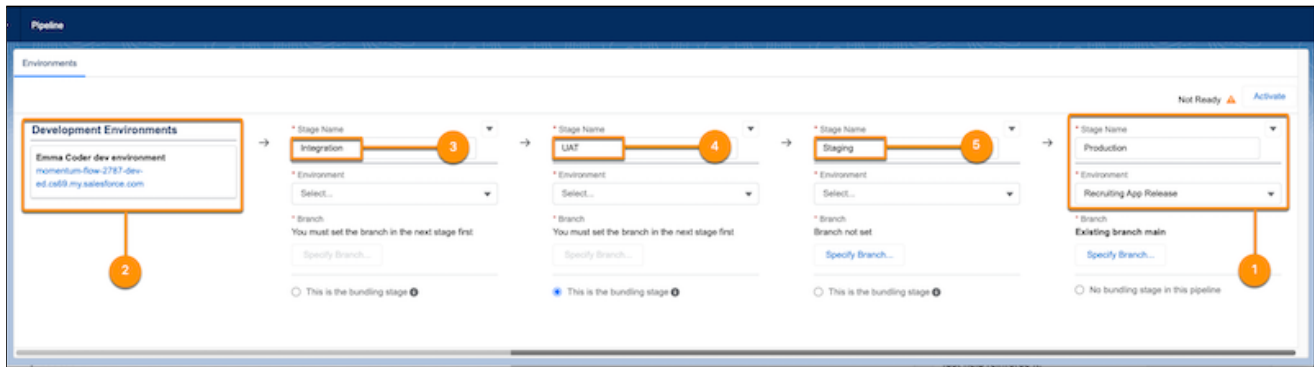 Pipeline
Environments
Not Ready
Activate
Development Environments
Emma Coder dev environment
momentum-flow-2787-dev-
ed.cs69.my.salesforce.com
2
* Stage Name
Integration
3
* Environment
Select...
* Branch
You must set the branch in the next stage first
Specify Branch...
This is the bundling stage
* Stage Name
UAT
4
* Environment
Select...
* Branch
You must set the branch in the next stage first
Specify Branch...
This is the bundling stage
* Stage Name
Staging
5
* Environment
Select...
* Branch
Branch not set
Specify Branch...
This is the bundling stage
* Stage Name
Production
* Environment
Recruiting App Release
* Branch
Existing branch main
Specify Branch...
1
No bundling stage in this pipeline